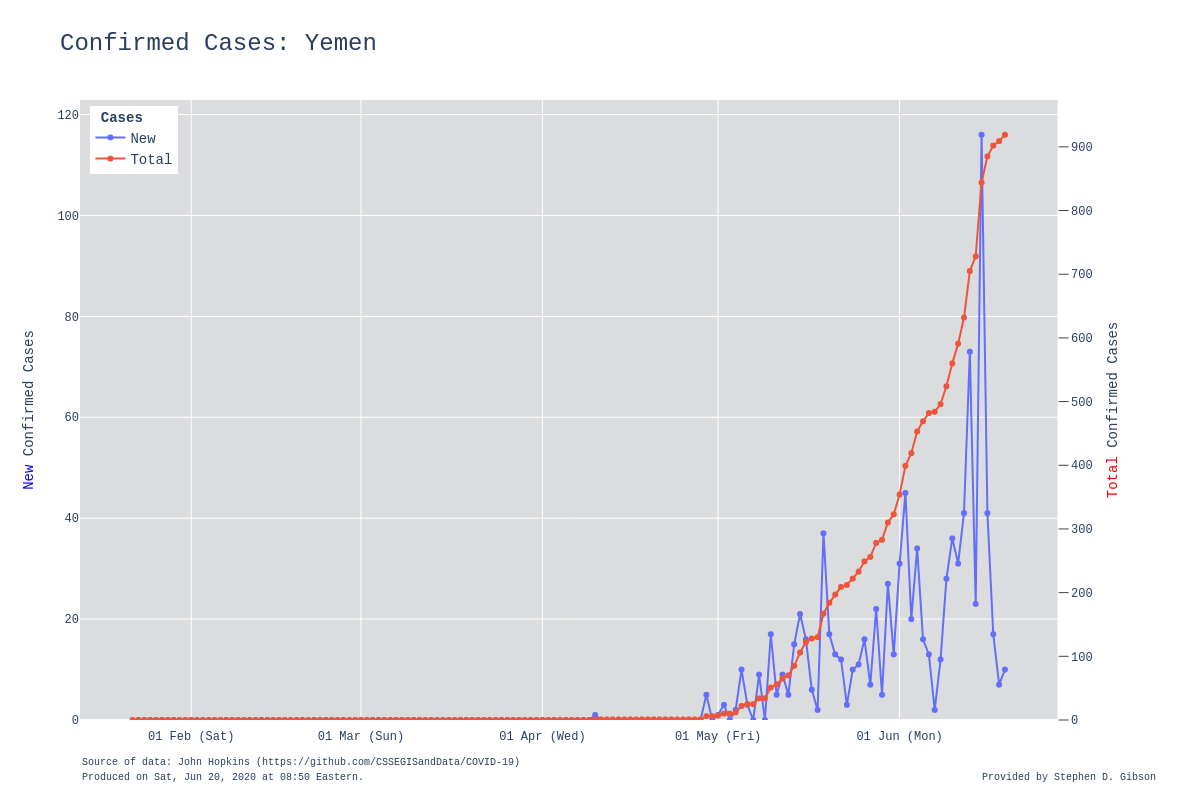 Confirmed Cases: Yemen
Cases
New
Total
120
100
80
60
40
20
0
900
800
700
600
500
400
300
200
100
0
New Confirmed Cases
Total Confirmed Cases
01 Feb (Sat)
01 Mar (Sun)
01 Apr (Wed)
01 May (Fri)
01 Jun (Mon)
Source of data: John Hopkins (https://github.com/CSSEGISandData/COVID-19)
Produced on Sat, Jun 20, 2020 at 08:50 Eastern.
Provided by Stephen D. Gibson